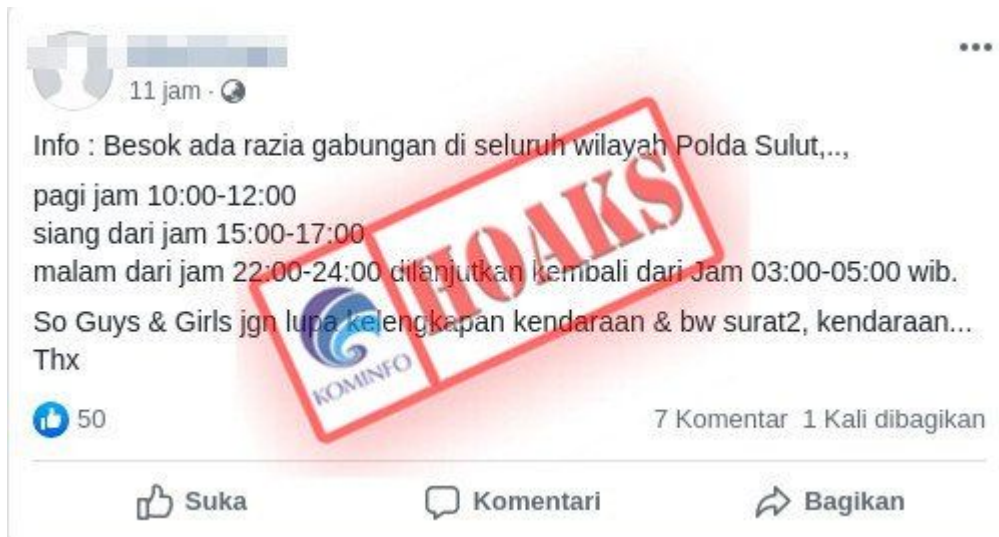 11 jam ·
Info : Besok ada razia gabungan di seluruh wilayah Polda Sulut,..,
pagi jam 10:00-12:00
siang dari jam 15:00-17:00
malam dari jam 22:00-24:00 dilanjutkan kembali dari Jam 03:00-05:00 wib.
So Guys & Girls jgn lupa kelengkapan kendaraan & bw surat2, kendaraan...
Thx
HOAKS
KOMINFO
50
7 Komentar 1 Kali dibagikan
Suka Komentari Bagikan